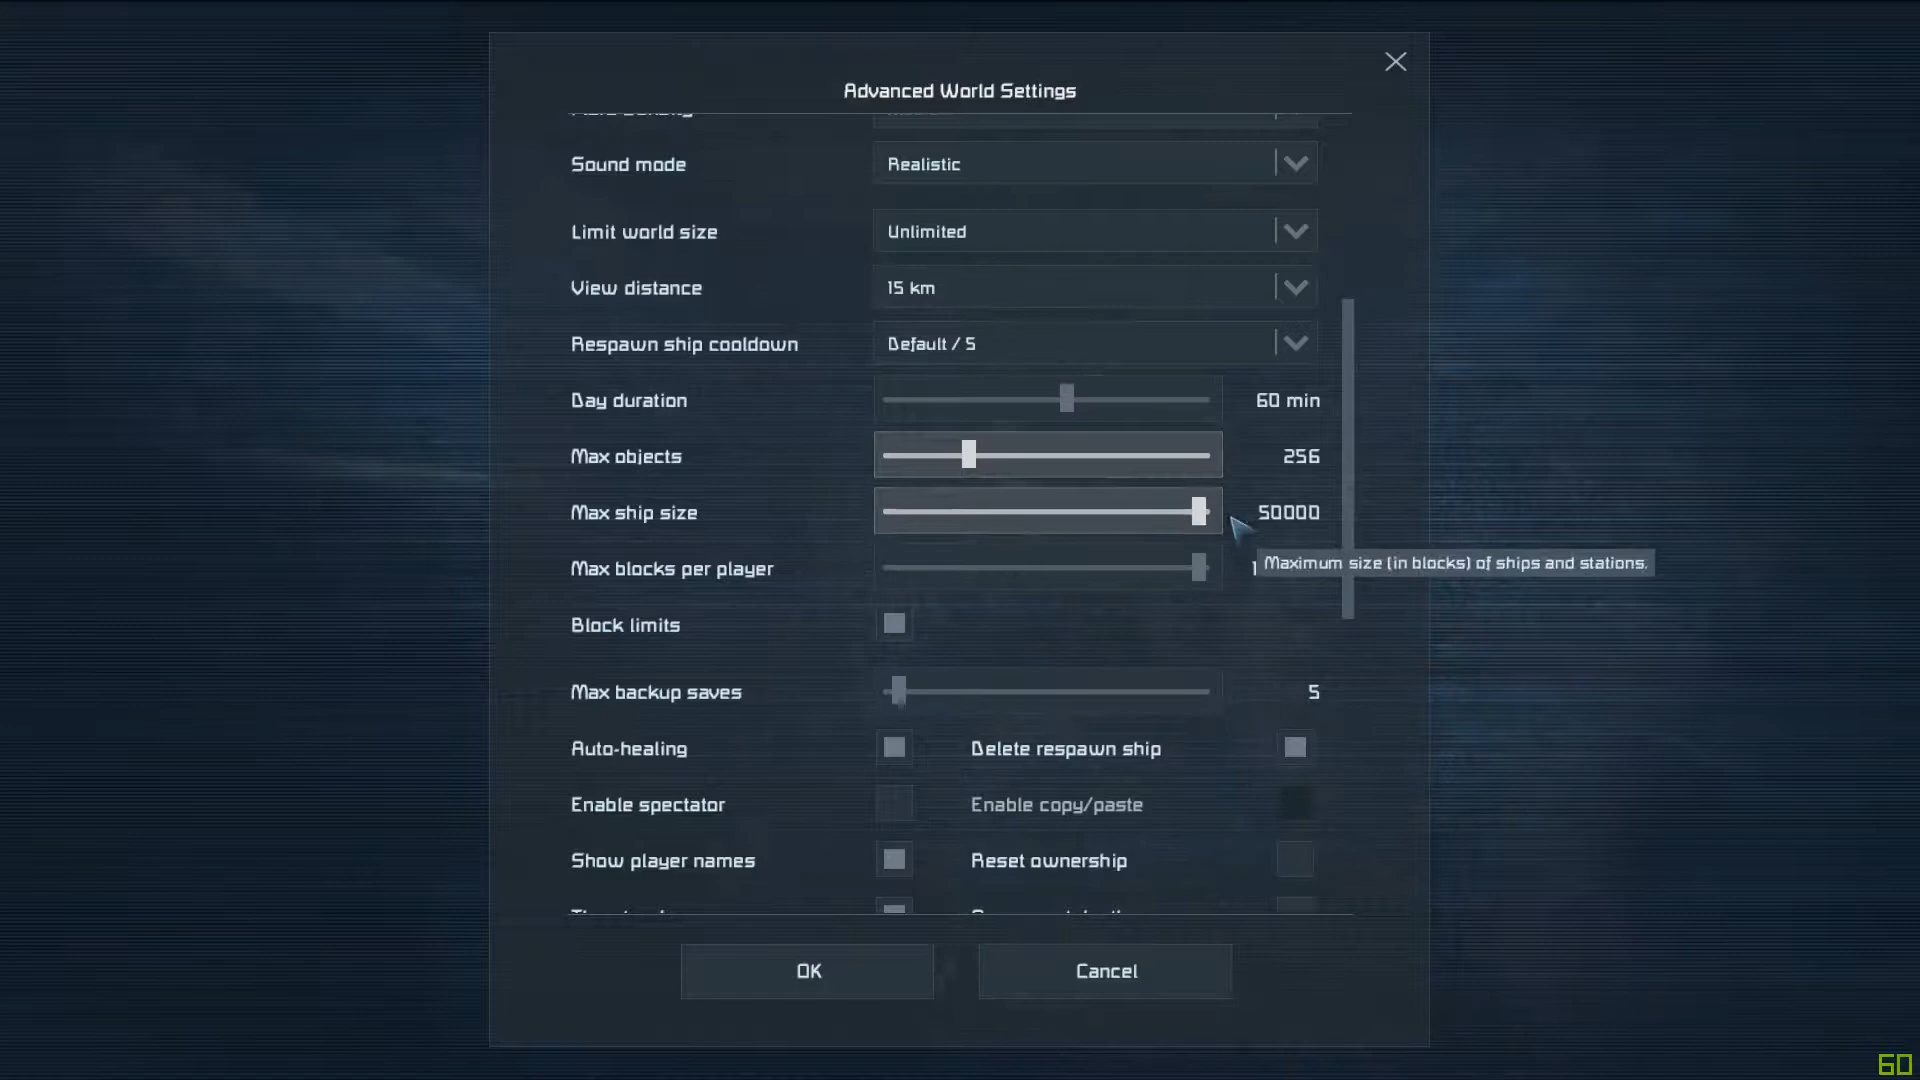 Advanced World Settings
Sound mode Realistic
Limit world size Unlimited
View distance 15 km
Respawn ship cooldown Default / 5
Day duration 60 min
Max objects 256
Max ship size 50000
Maximum size (in blocks) of ships and stations.
Max blocks per player
Block limits
Max backup saves 5
Auto-healing Delete respawn ship
Enable spectator Enable copy/paste
Show player names Reset ownership
OK Cancel
60